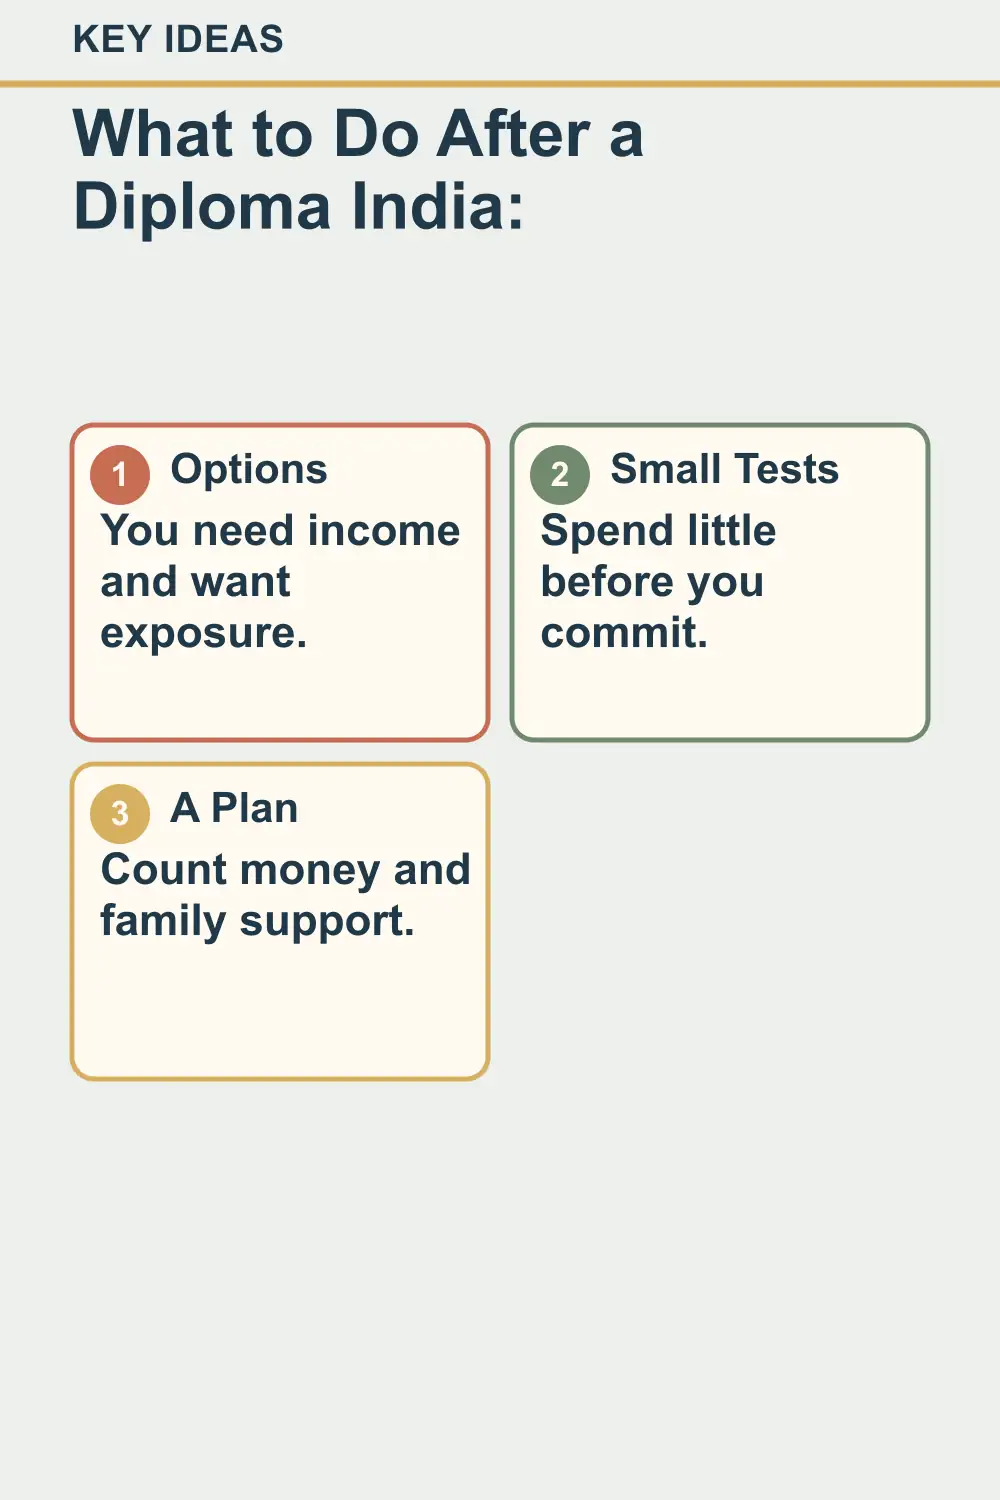 KEY IDEAS
What to Do After a
Diploma India:
1 Options
You need income
and want
exposure.
2 Small Tests
Spend little
before you
commit.
3 A Plan
Count money and
family support.